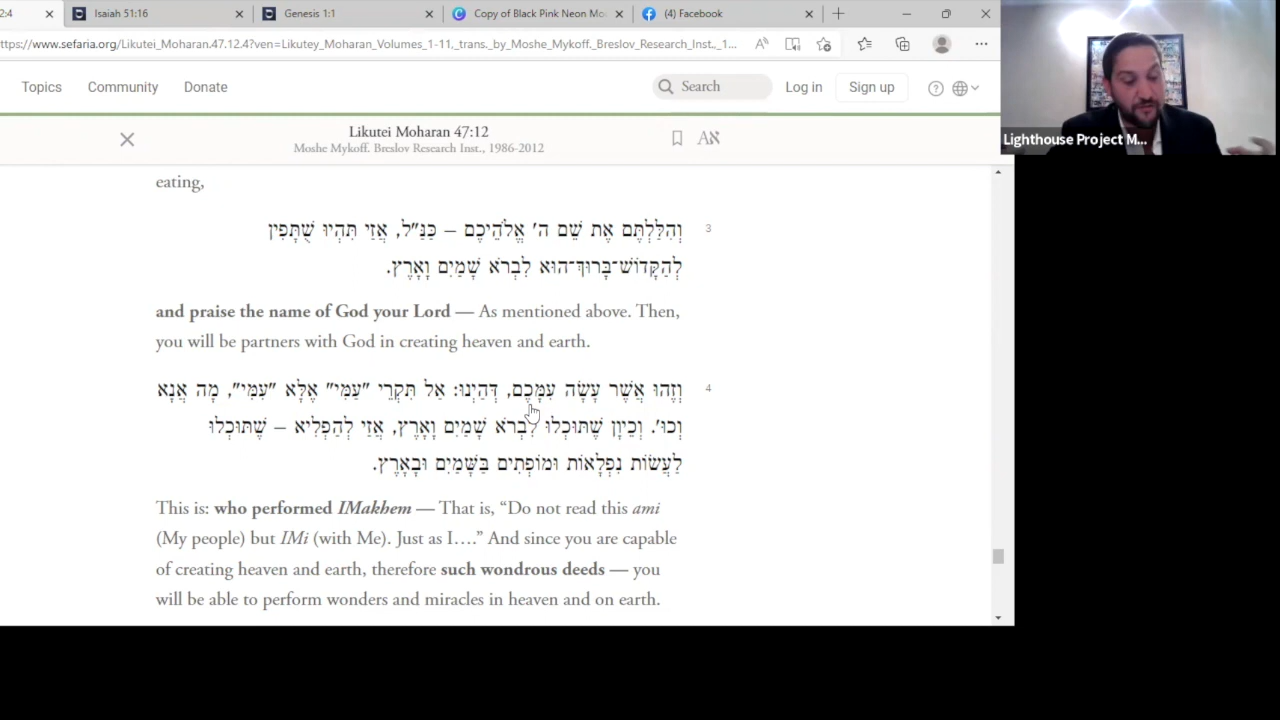 2:4
Isaiah 51:16
Genesis 1:1
Copy of Black Pink Neon Mo
(4) Facebook
ttps://www.sefaria.org/Likutei_Moharan.47.12.4?ven=Likutey_Moharan_Volumes_1-11,_trans._by_Moshe_Mykoff._Breslov_Research_Inst.,_1...
Topics
Community
Donate
Search
Log in
Sign up
Likutei Moharan 47:12
Moshe Mykoff. Breslov Research Inst., 1986-2012
Lighthouse Project M...
eating,
וְהִלַּלְתֶּם אֶת שֵׁם ה' אֱלֹהֵיכֶם – כַּנַּ"ל, אֲזַי תִּהְיוּ שֻׁתָּפִין 3
לְהַקָּדוֹשׁ־בָּרוּךְ־הוּא לִבְרֹא שָׁמַיִם וָאָרֶץ.
and praise the name of God your Lord — As mentioned above. Then,
you will be partners with God in creating heaven and earth.
וְזֶהוּ אֲשֶׁר עָשָׂה עִמָּכֶם, דְּהַיְנוּ: אַל תִּקְרֵי "עַמִּי" אֶלָּא "עִמִּי", מָה אֲנָא 4
וְכוּ'. וְכֵיוָן שֶׁתּוּכְלוּ לִבְרֹא שָׁמַיִם וָאָרֶץ, אֲזַי לְהַפְלִיא – שֶׁתּוּכְלוּ
לַעֲשׂוֹת נִפְלָאוֹת וּמוֹפְתִים בַּשָּׁמַיִם וּבָאָרֶץ.
This is: who performed IMakhem — That is, “Do not read this ami
(My people) but IMi (with Me). Just as I….” And since you are capable
of creating heaven and earth, therefore such wondrous deeds — you
will be able to perform wonders and miracles in heaven and on earth.